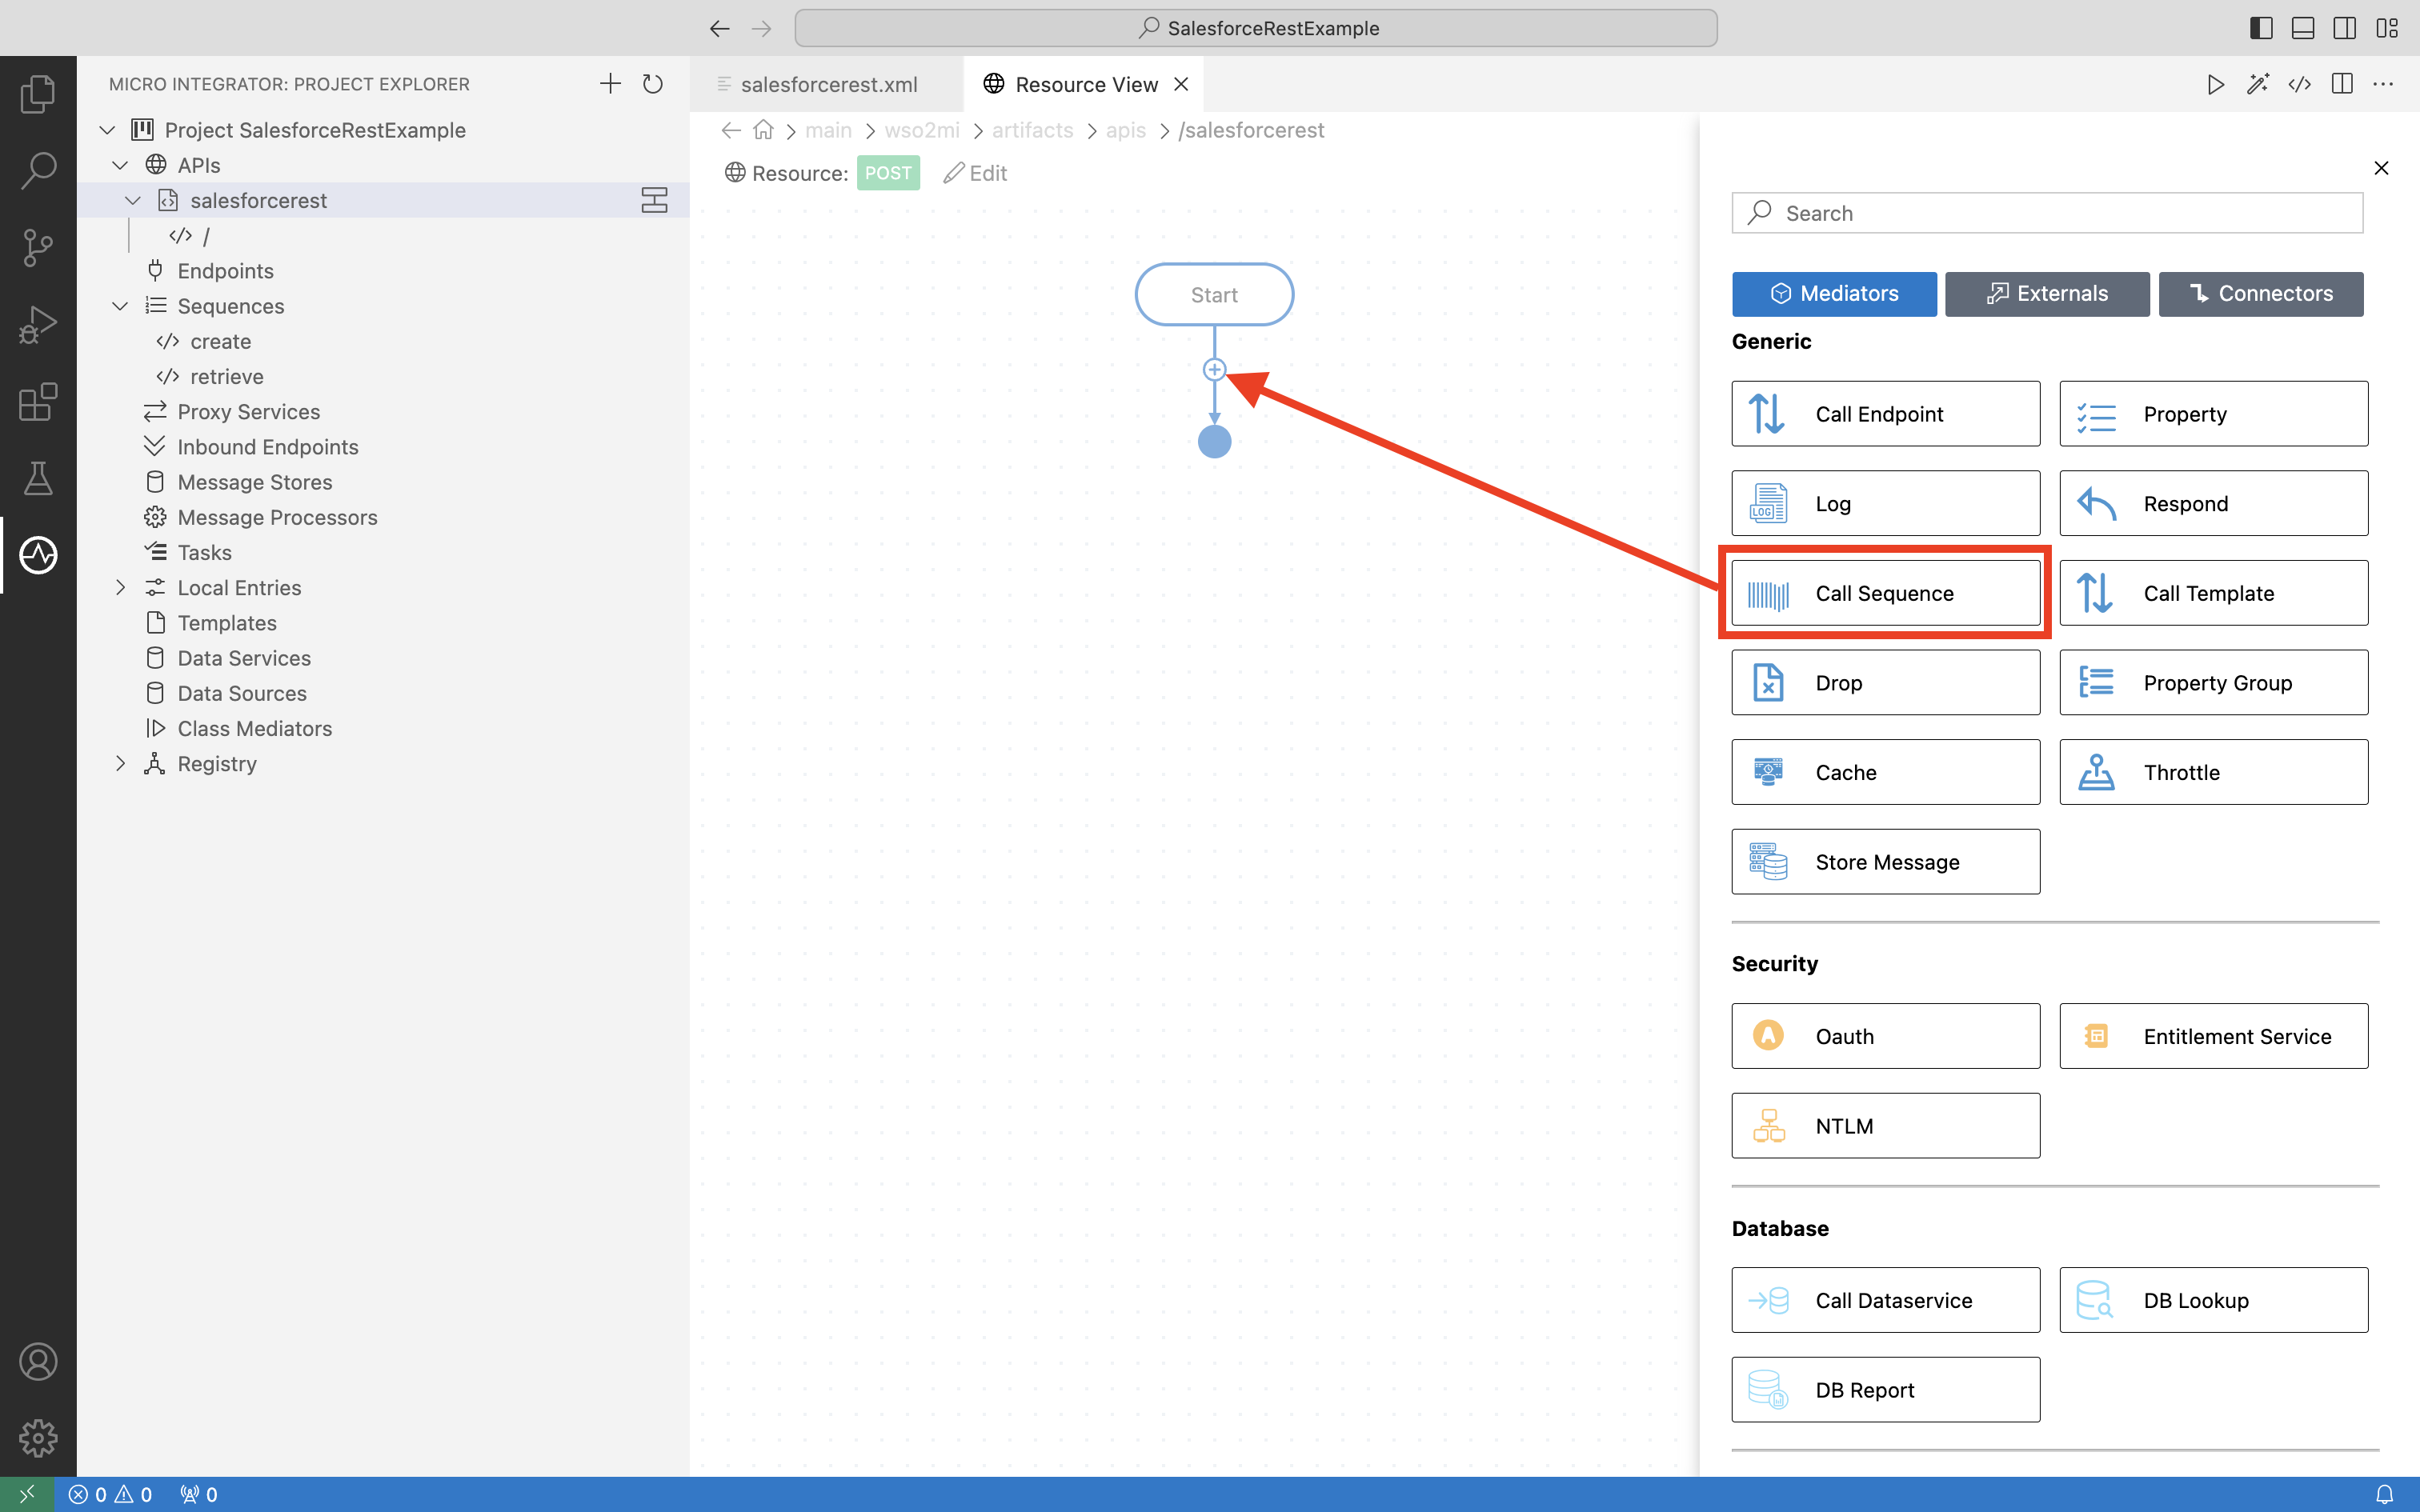 SalesforceRestExample
MICRO INTEGRATOR: PROJECT EXPLORER
Project SalesforceRestExample
APIs
salesforcerest
</> /
Endpoints
Sequences
</> create
</> retrieve
Proxy Services
Inbound Endpoints
Message Stores
Message Processors
Tasks
Local Entries
Templates
Data Services
Data Sources
Class Mediators
Registry
salesforcerest.xml
Resource View
main > wso2mi > artifacts > apis > /salesforcerest
Resource: POST Edit
Start
Search
Mediators Externals Connectors
Generic
Call Endpoint Property
LOG Log Respond
Call Sequence Call Template
Drop Property Group
Cache Throttle
Store Message
Security
A Oauth Entitlement Service
NTLM
Database
Call Dataservice DB Lookup
DB Report
0 0 0